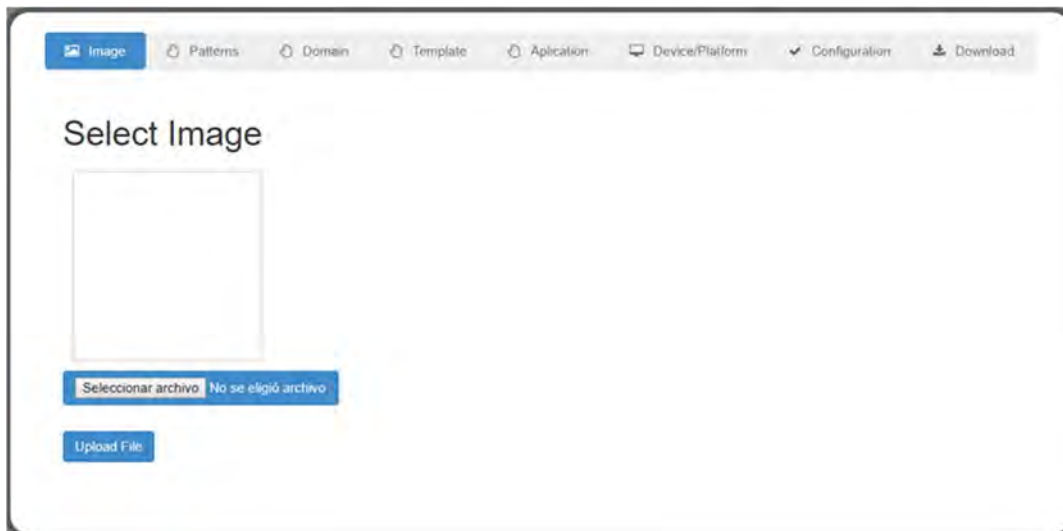 Image Patterns Domain Template Aplication Device/Platform Configuration Download
Select Image
Seleccionar archivo No se eligió archivo
Upload File